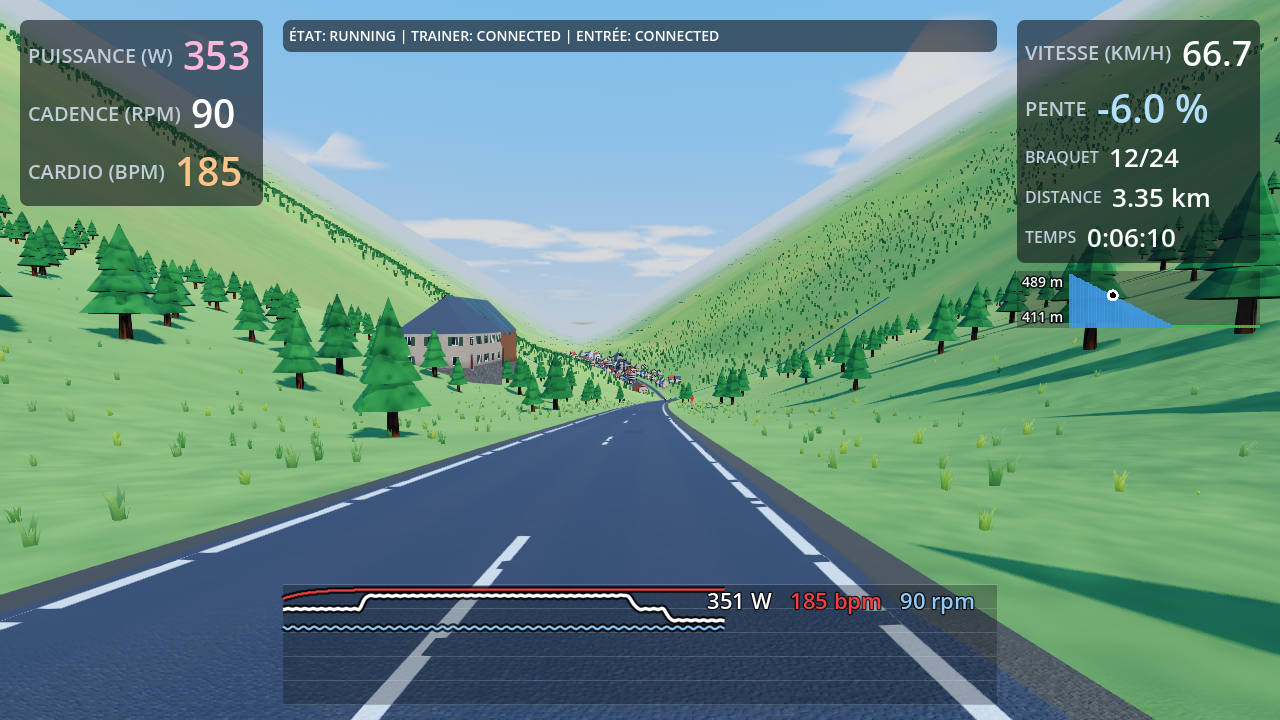 PUISSANCE (W) 353
CADENCE (RPM) 90
CARDIO (BPM) 185
ÉTAT: RUNNING | TRAINER: CONNECTED | ENTRÉE: CONNECTED
VITESSE (KM/H) 66.7
PENTE -6.0 %
BRAQUET 12/24
DISTANCE 3.35 km
TEMPS 0:06:10
489 m
411 m
351 W 185 bpm 90 rpm